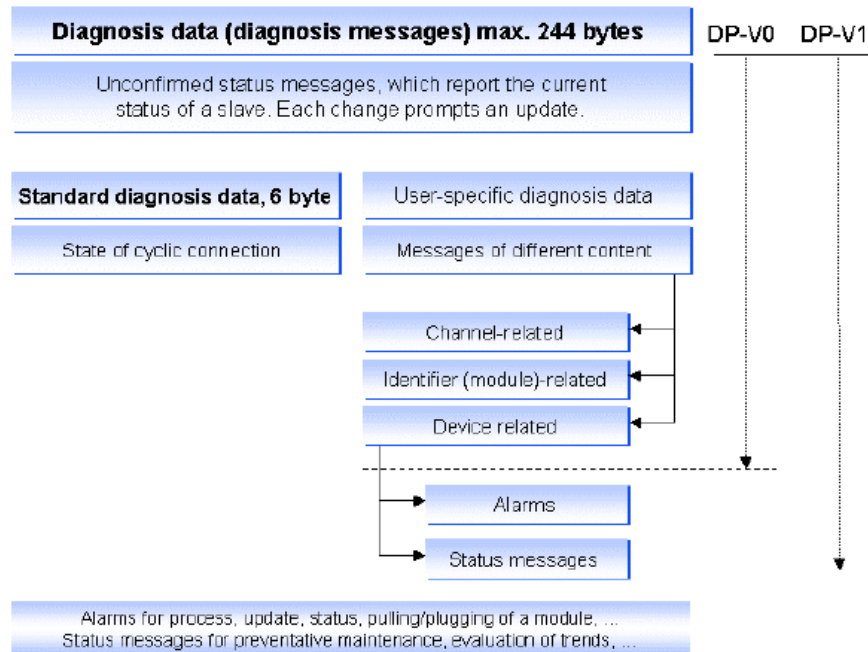 Diagnosis data (diagnosis messages) max. 244 bytes
DP-V0 DP-V1
Unconfirmed status messages, which report the current
status of a slave. Each change prompts an update.
Standard diagnosis data, 6 byte
User-specific diagnosis data
State of cyclic connection
Messages of different content
Channel-related
Identifier (module)-related
Device related
Alarms
Status messages
Alarms for process, update, status, pulling/plugging of a module, ...
Status messages for preventative maintenance, evaluation of trends, ...